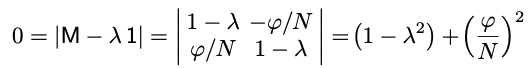 0 = |M − λ 1| = | 1 − λ −φ/N ; φ/N 1 − λ | = (1 − λ²) + (φ/N)²